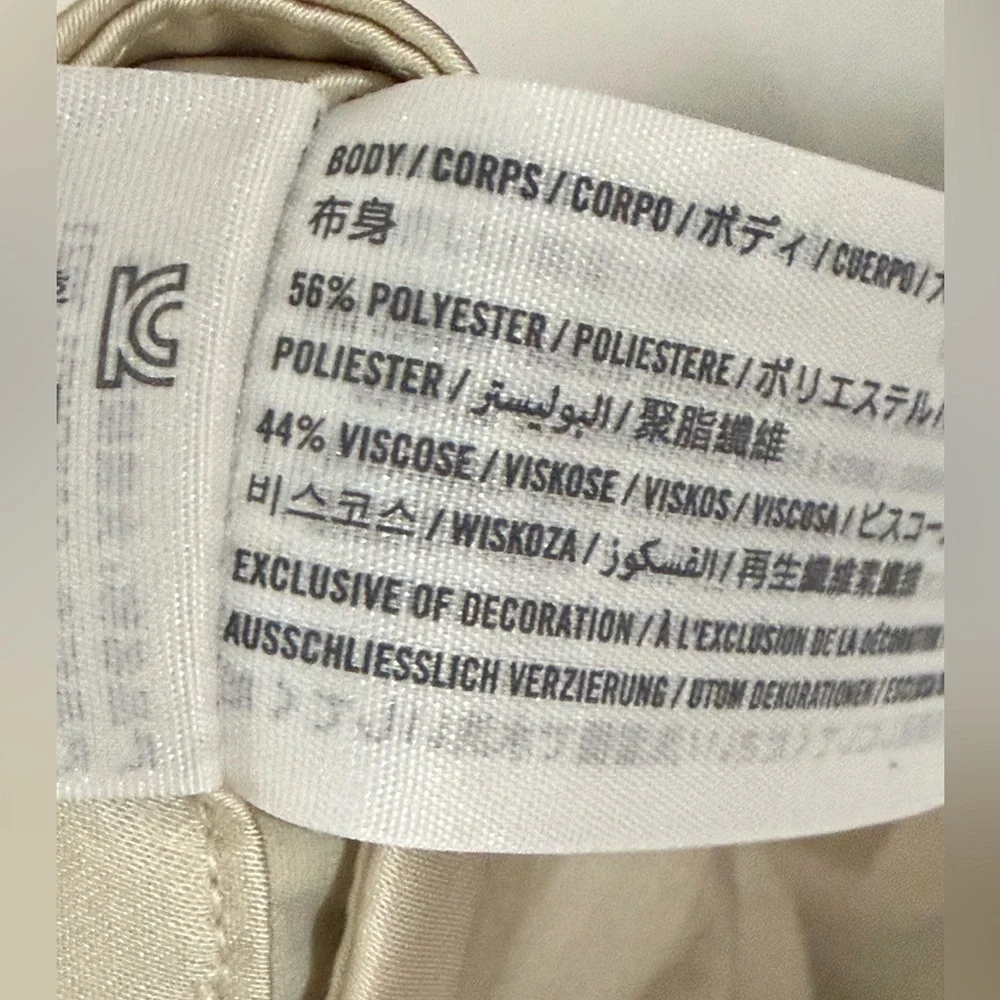 BODY / CORPS / CORPO / ボディ / CUERPO /
布身
56% POLYESTER / POLIESTERE / ポリエステル /
POLIESTER / البوليستر / 聚脂纖維
44% VISCOSE / VISKOSE / VISKOS / VISCOSA / ビスコー
비스코스 / WISKOZA / الفسكوز / 再生纖維素纖維
EXCLUSIVE OF DECORATION / À L'EXCLUSION DE LA DÉCORATION
AUSSCHLIESSLICH VERZIERUNG / UTOM DEKORATIONEN /